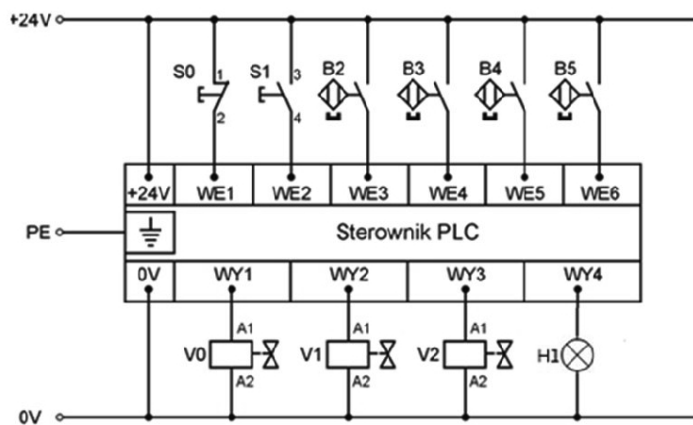 +24V
S0 1 2
S1 3 4
B2
B3
B4
B5
+24V WE1 WE2 WE3 WE4 WE5 WE6
PE
Sterownik PLC
0V WY1 WY2 WY3 WY4
V0 A1 A2
V1 A1 A2
V2 A1 A2
H1
0V